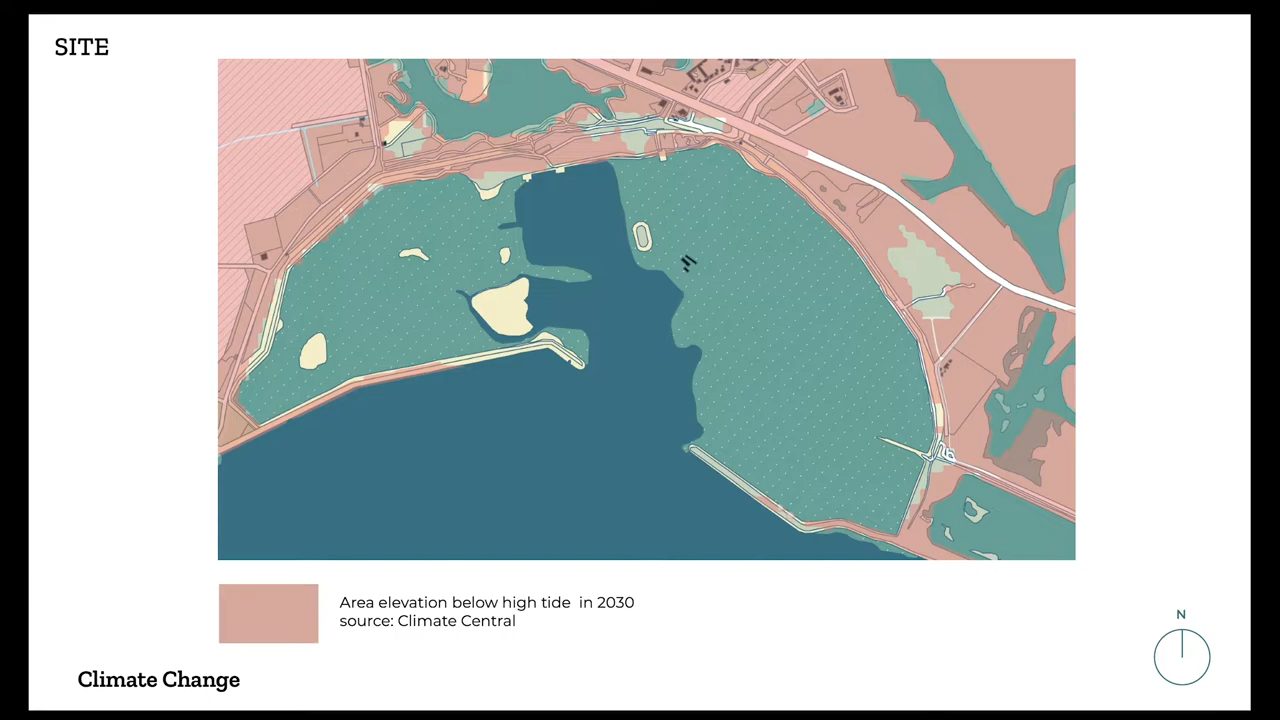 SITE
Area elevation below high tide in 2030
source: Climate Central
N
Climate Change